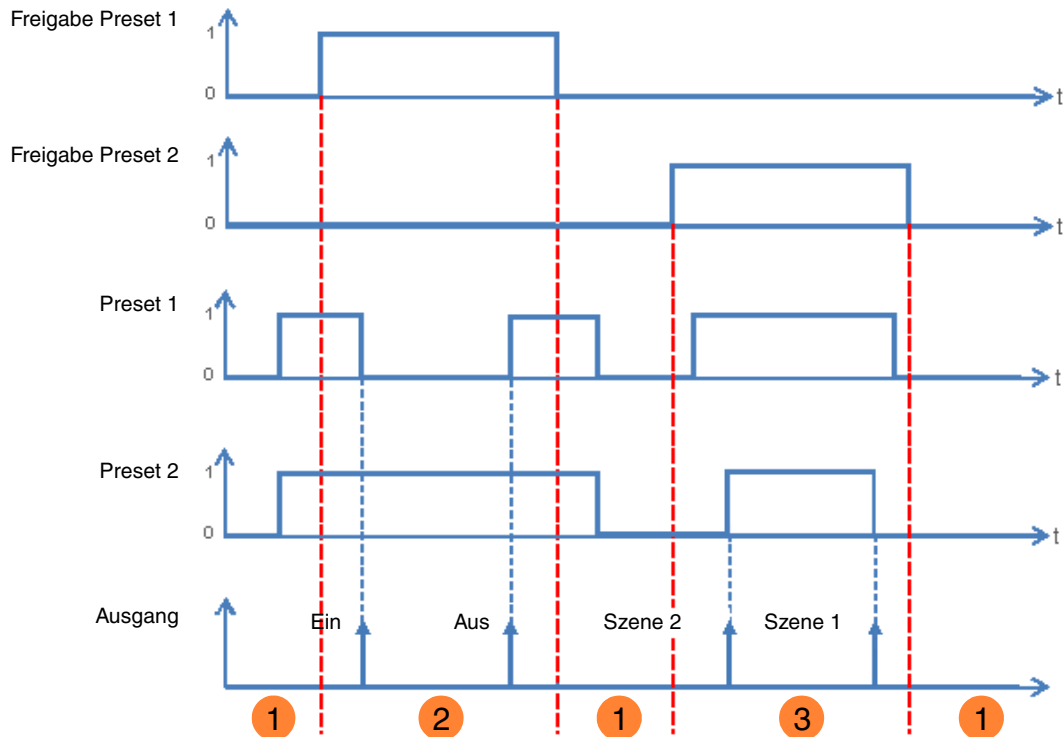 Freigabe Preset 1
1
0
t
Freigabe Preset 2
1
0
t
Preset 1
1
0
t
Preset 2
1
0
t
Ausgang
Ein
Aus
Szene 2
Szene 1
1
2
1
3
1